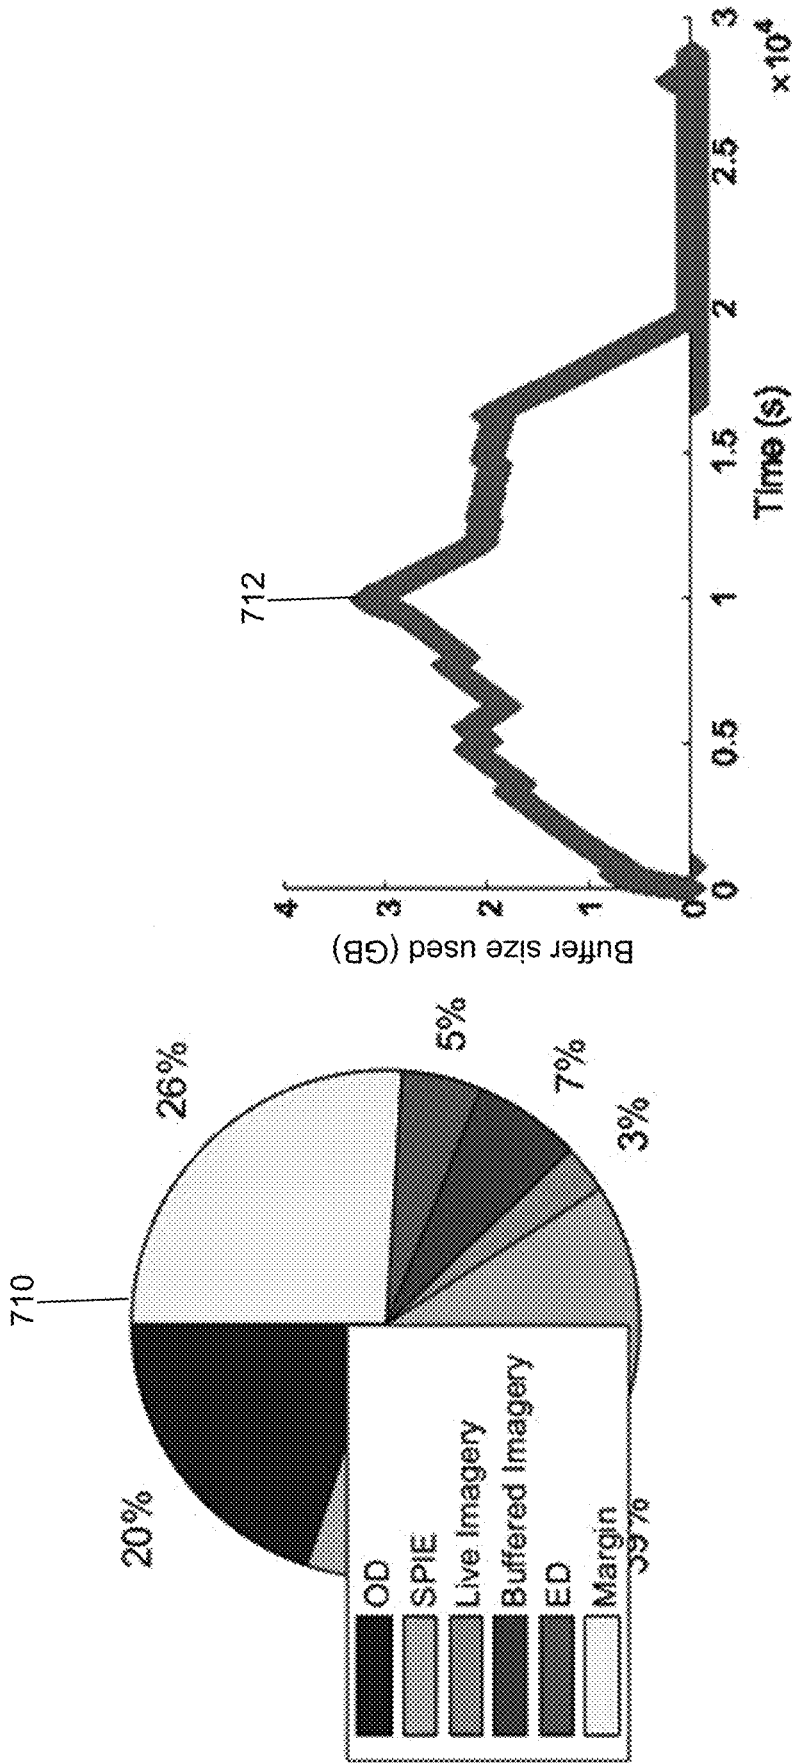 710
20%
26%
5%
7%
3%
39%
OD
SPIE
Live Imagery
Buffered Imagery
ED
Margin
712
Buffer size used (GB)
4
3
2
1
0
0
0.5
1
1.5
2
2.5
3
×10⁴
Time (s)